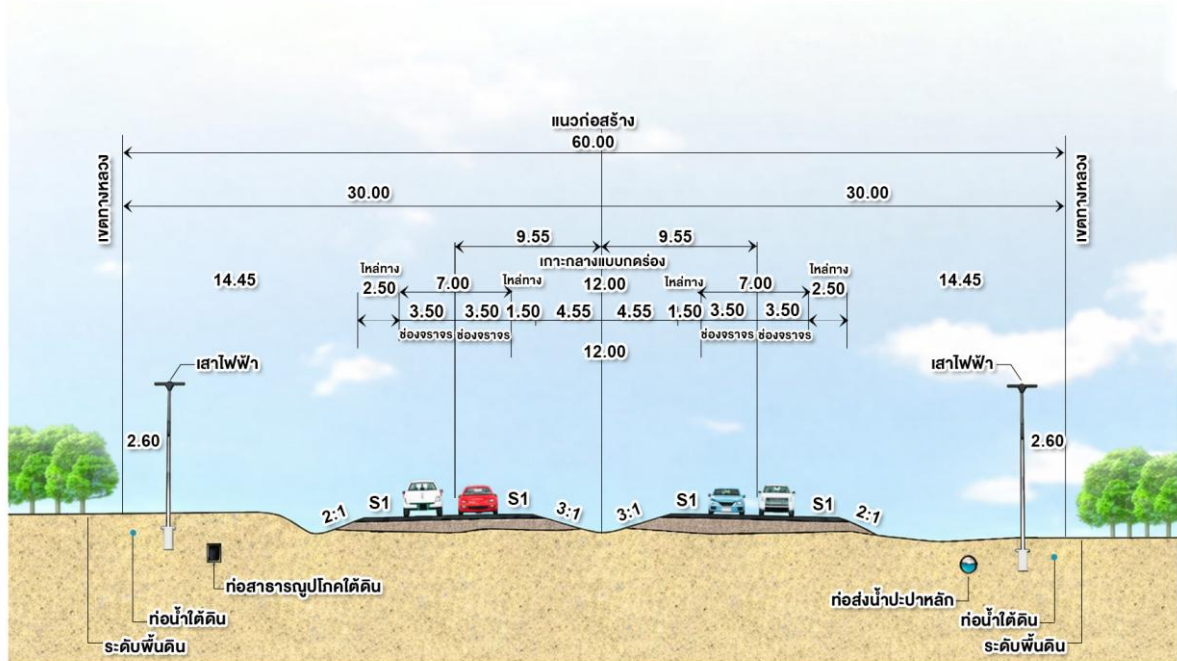 แนวก่อสร้าง
60.00
เขตทางหลวง
เขตทางหลวง
30.00
30.00
9.55
9.55
เกาะกลางแบบกดร่อง
ไหล่ทาง
ไหล่ทาง
ไหล่ทาง
ไหล่ทาง
14.45
2.50
7.00
12.00
7.00
2.50
14.45
3.50
3.50
1.50
4.55
4.55
1.50
3.50
3.50
ช่องจราจร
ช่องจราจร
ช่องจราจร
ช่องจราจร
12.00
เสาไฟฟ้า
เสาไฟฟ้า
2.60
2.60
2:1
S1
S1
3:1
3:1
S1
S1
2:1
ท่อสาธารณูปโภคใต้ดิน
ท่อส่งน้ำปะปาหลัก
ท่อน้ำใต้ดิน
ท่อน้ำใต้ดิน
ระดับพื้นดิน
ระดับพื้นดิน